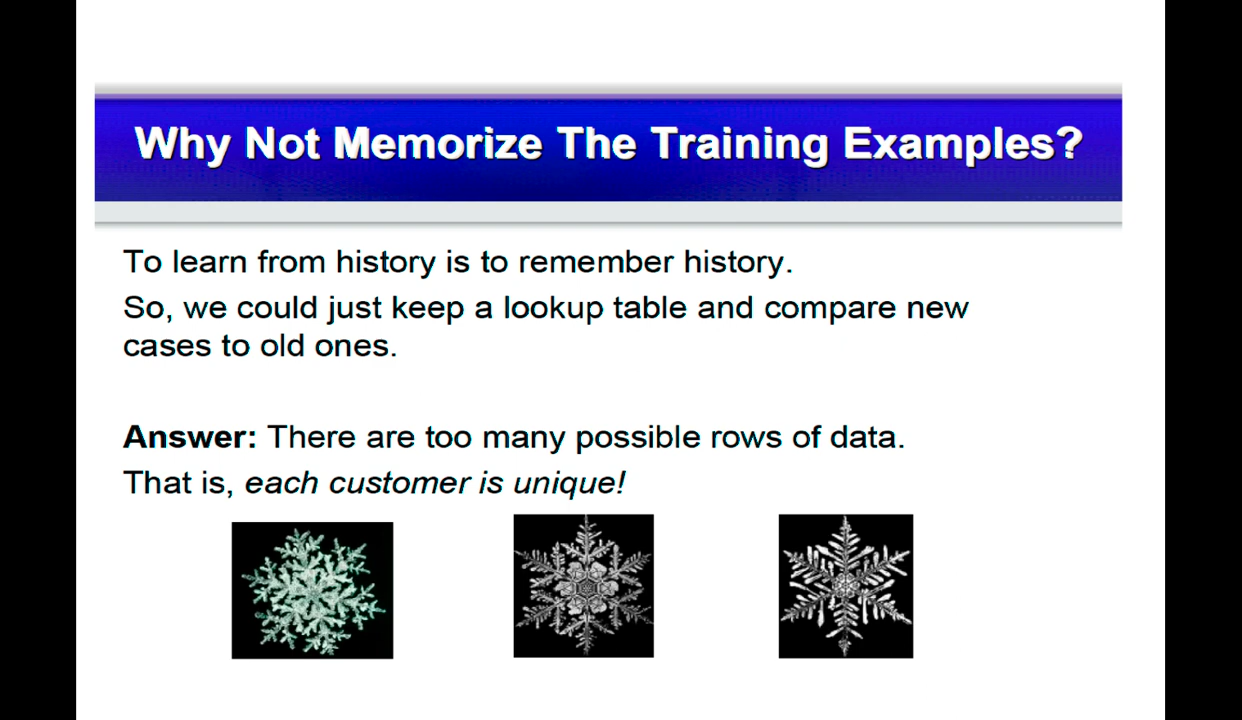 Why Not Memorize The Training Examples?
To learn from history is to remember history.
So, we could just keep a lookup table and compare new
cases to old ones.
Answer: There are too many possible rows of data.
That is, each customer is unique!